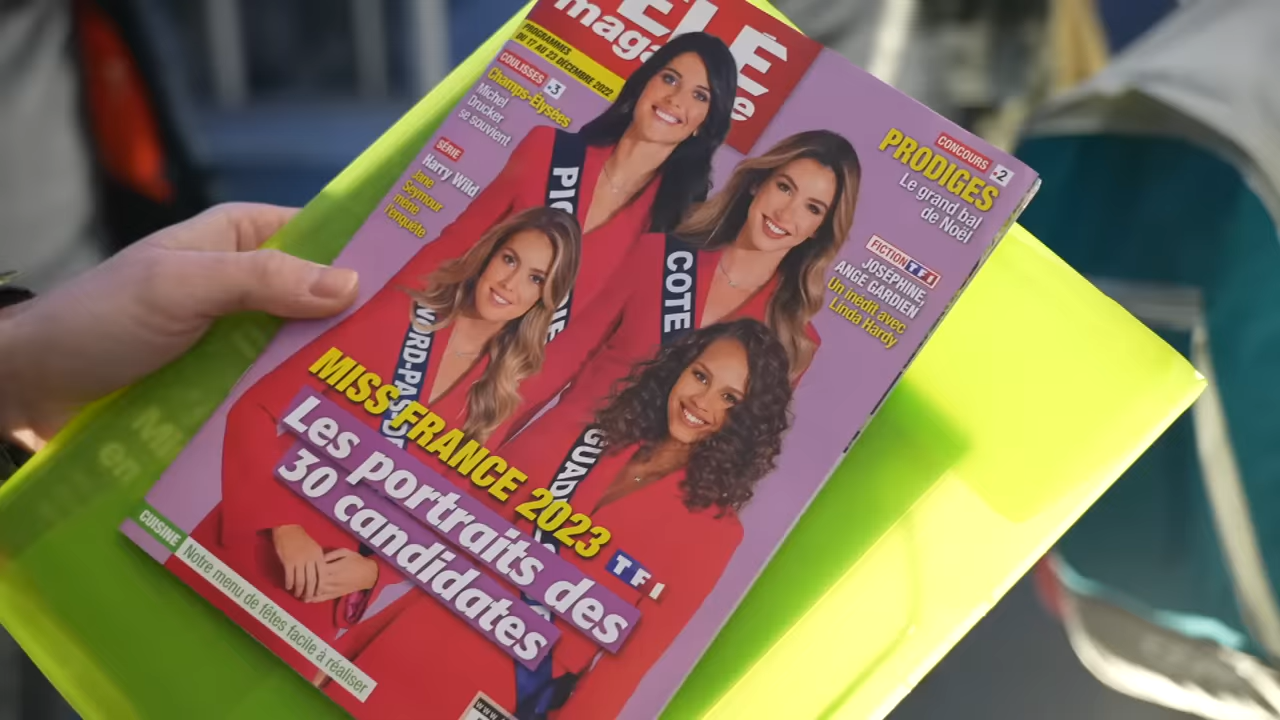 TÉLÉ
magazine
PROGRAMMES
DU 17 AU 23 DÉCEMBRE 2022
COULISSES •3
Champs-Élysées
Michel
Drucker
se souvient
SÉRIE
Harry Wild
Jane
Seymour
mène
l'enquête
CONCOURS •2
PRODIGES
Le grand bal
de Noël
FICTION TF1
JOSÉPHINE,
ANGE GARDIEN
Un inédit avec
Linda Hardy
PIC IE
COTE
NORD-PAS
GUAD
MISS FRANCE 2023
TF1
Les portraits des
30 candidates
CUISINE
Notre menu de fêtes facile à réaliser